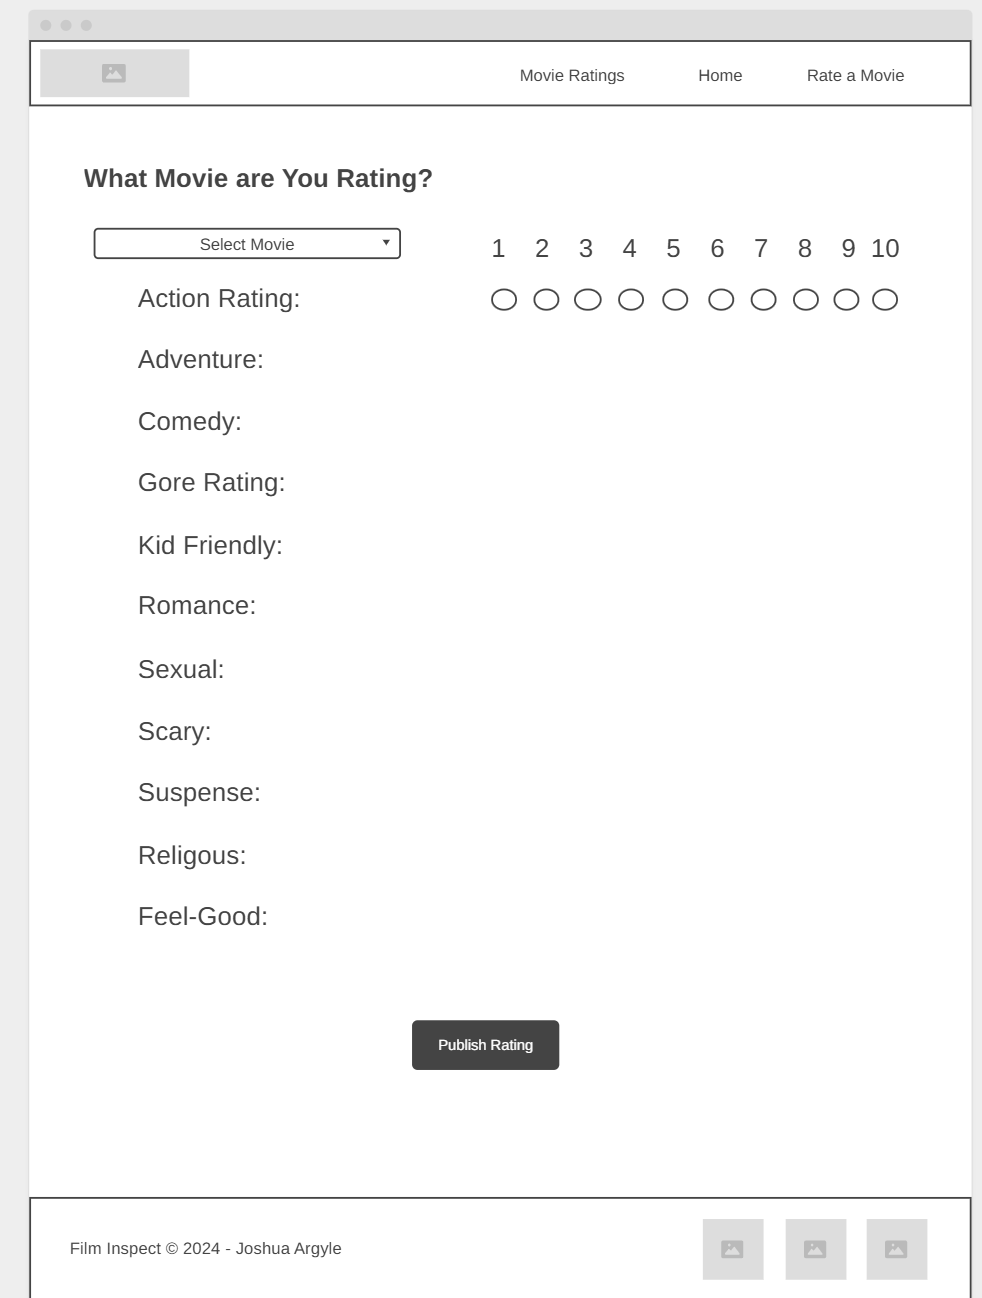 Movie Ratings Home Rate a Movie
What Movie are You Rating?
Select Movie
1 2 3 4 5 6 7 8 9 10
Action Rating:
Adventure:
Comedy:
Gore Rating:
Kid Friendly:
Romance:
Sexual:
Scary:
Suspense:
Religous:
Feel-Good:
Publish Rating
Film Inspect © 2024 - Joshua Argyle